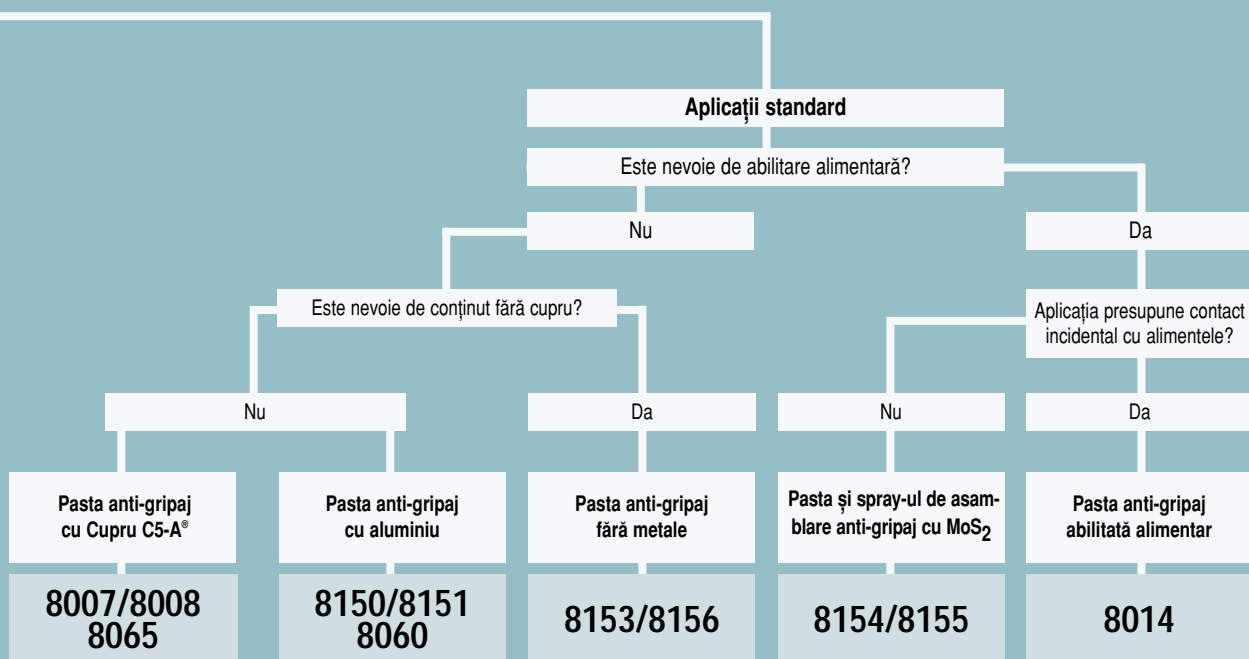 Aplicații standard
Este nevoie de abilitare alimentară?
Nu
Da
Este nevoie de conținut fără cupru?
Aplicația presupune contact
incidental cu alimentele?
Nu
Da
Nu
Da
Pasta anti-gripaj
cu Cupru C5-A®
Pasta anti-gripaj
cu aluminiu
Pasta anti-gripaj
fără metale
Pasta și spray-ul de asam-
blare anti-gripaj cu MoS2
Pasta anti-gripaj
abilitată alimentar
8007/8008
8065
8150/8151
8060
8153/8156
8154/8155
8014